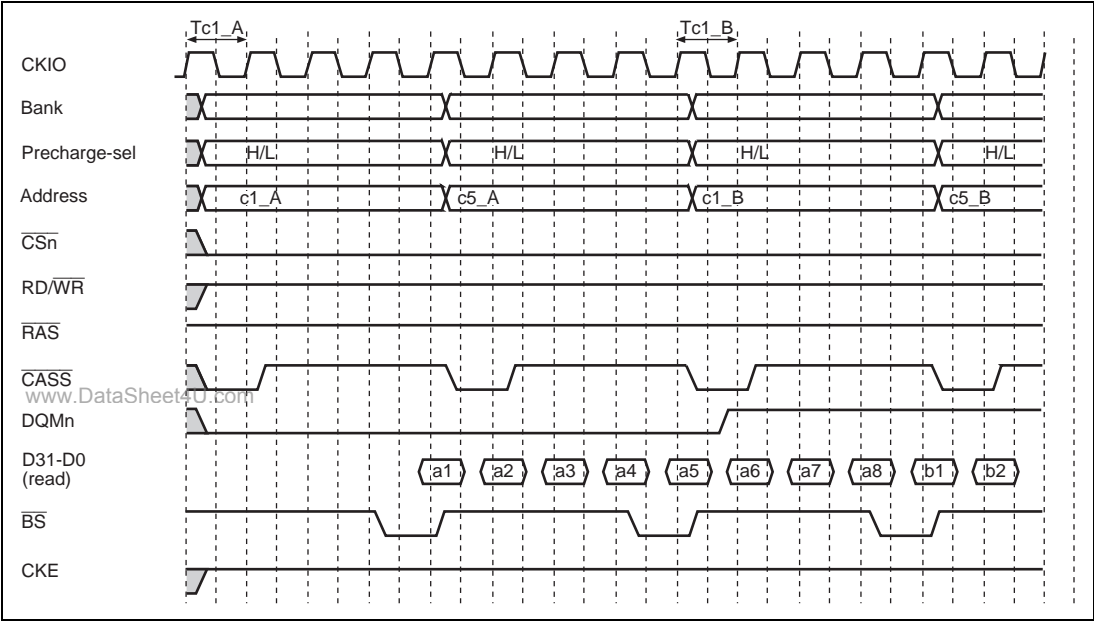 Tc1_A Tc1_B
CKIO
Bank
Precharge-sel H/L H/L H/L H/L
Address c1_A c5_A c1_B c5_B
CSn
RD/WR
RAS
CASS
www.DataSheet4U.com
DQMn
D31-D0
(read) a1 a2 a3 a4 a5 a6 a7 a8 b1 b2
BS
CKE